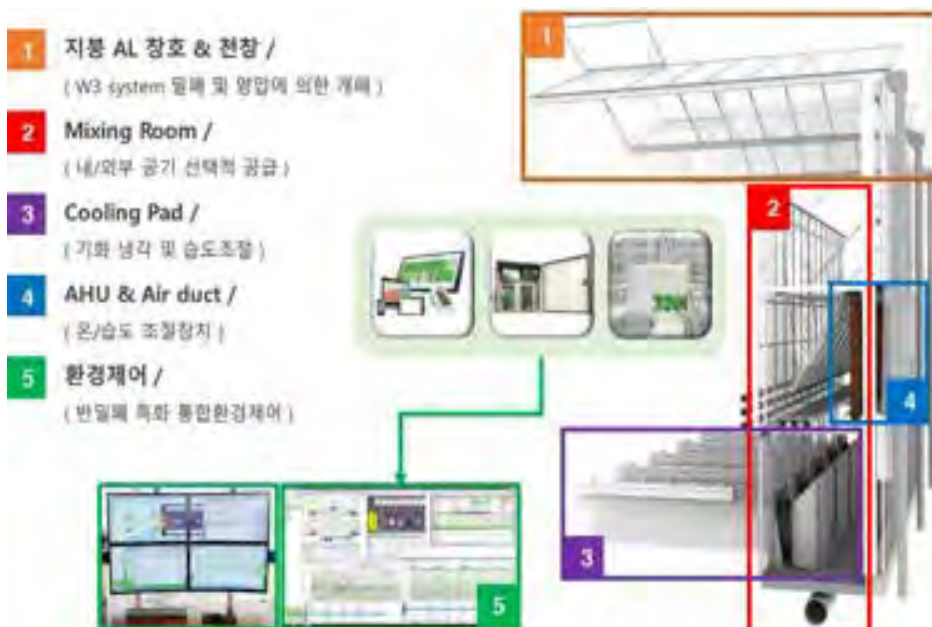 1 지붕 AL 창호 & 천창 /
( W3 system 밀폐 및 양압에 의한 개폐 )
2 Mixing Room /
( 내/외부 공기 선택적 공급 )
3 Cooling Pad /
( 기화 냉각 및 습도조절 )
4 AHU & Air duct /
( 온/습도 조절장치 )
5 환경제어 /
( 반밀폐 특화 통합환경제어 )
1
2
4
3
5